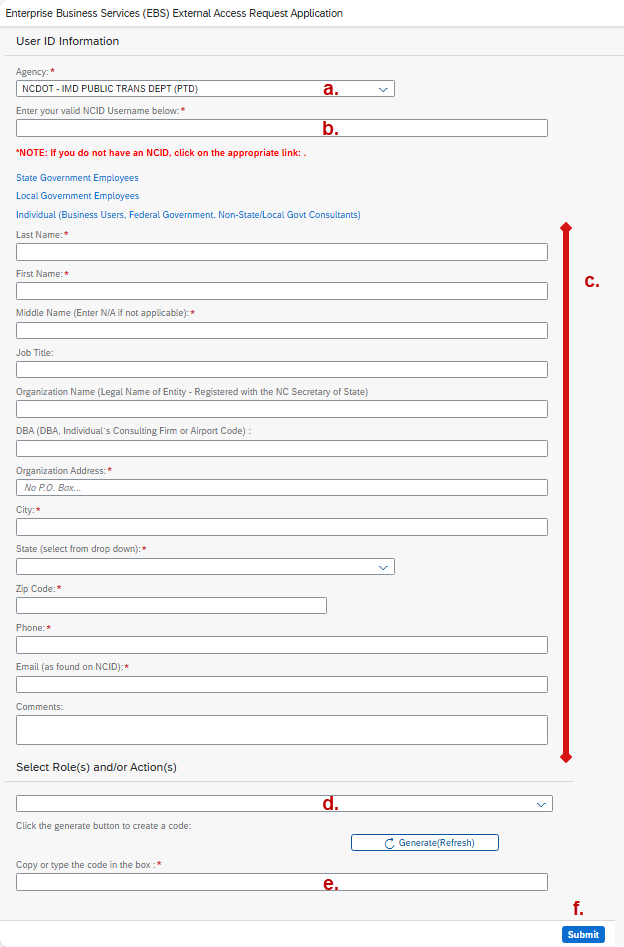 Enterprise Business Services (EBS) External Access Request Application
User ID Information
Agency:*
NCDOT - IMD PUBLIC TRANS DEPT (PTD)
a.
Enter your valid NCID Username below:*
b.
*NOTE: If you do not have an NCID, click on the appropriate link: .
State Government Employees
Local Government Employees
Individual (Business Users, Federal Government, Non-State/Local Govt Consultants)
Last Name:*
c.
First Name:*
Middle Name (Enter N/A if not applicable):*
Job Title:
Organization Name (Legal Name of Entity - Registered with the NC Secretary of State)
DBA (DBA, Individual`s Consulting Firm or Airport Code) :
Organization Address:*
No P.O. Box...
City:*
State (select from drop down):*
Zip Code:*
Phone:*
Email (as found on NCID):*
Comments:
Select Role(s) and/or Action(s)
d.
Click the generate button to create a code:
Generate(Refresh)
Copy or type the code in the box :*
e.
f.
Submit